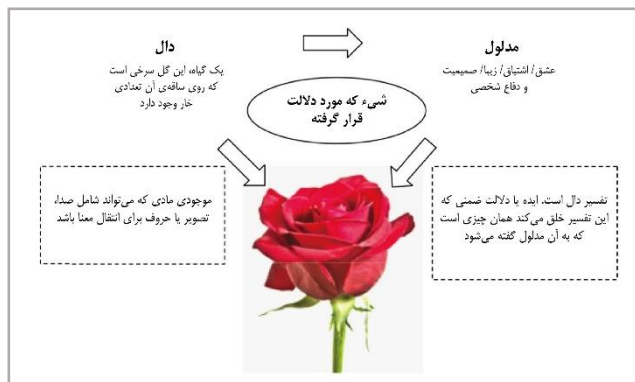 مدلول
عشق/ اشتیاق/ زیبا/ صمیمیت
و دفاع شخصی
دال
یک گیاه، این گل سرخی است
که روی ساقه‌ی آن تعدادی
خار وجود دارد
شیء که مورد دلالت
قرار گرفته
تفسیر دال است. ایده یا دلالت ضمنی که
این تفسیر خلق می‌کند همان چیزی است
که به آن مدلول گفته می‌شود
موجودی مادی که می‌تواند شامل صدا،
تصویر یا حروف برای انتقال معنا باشد